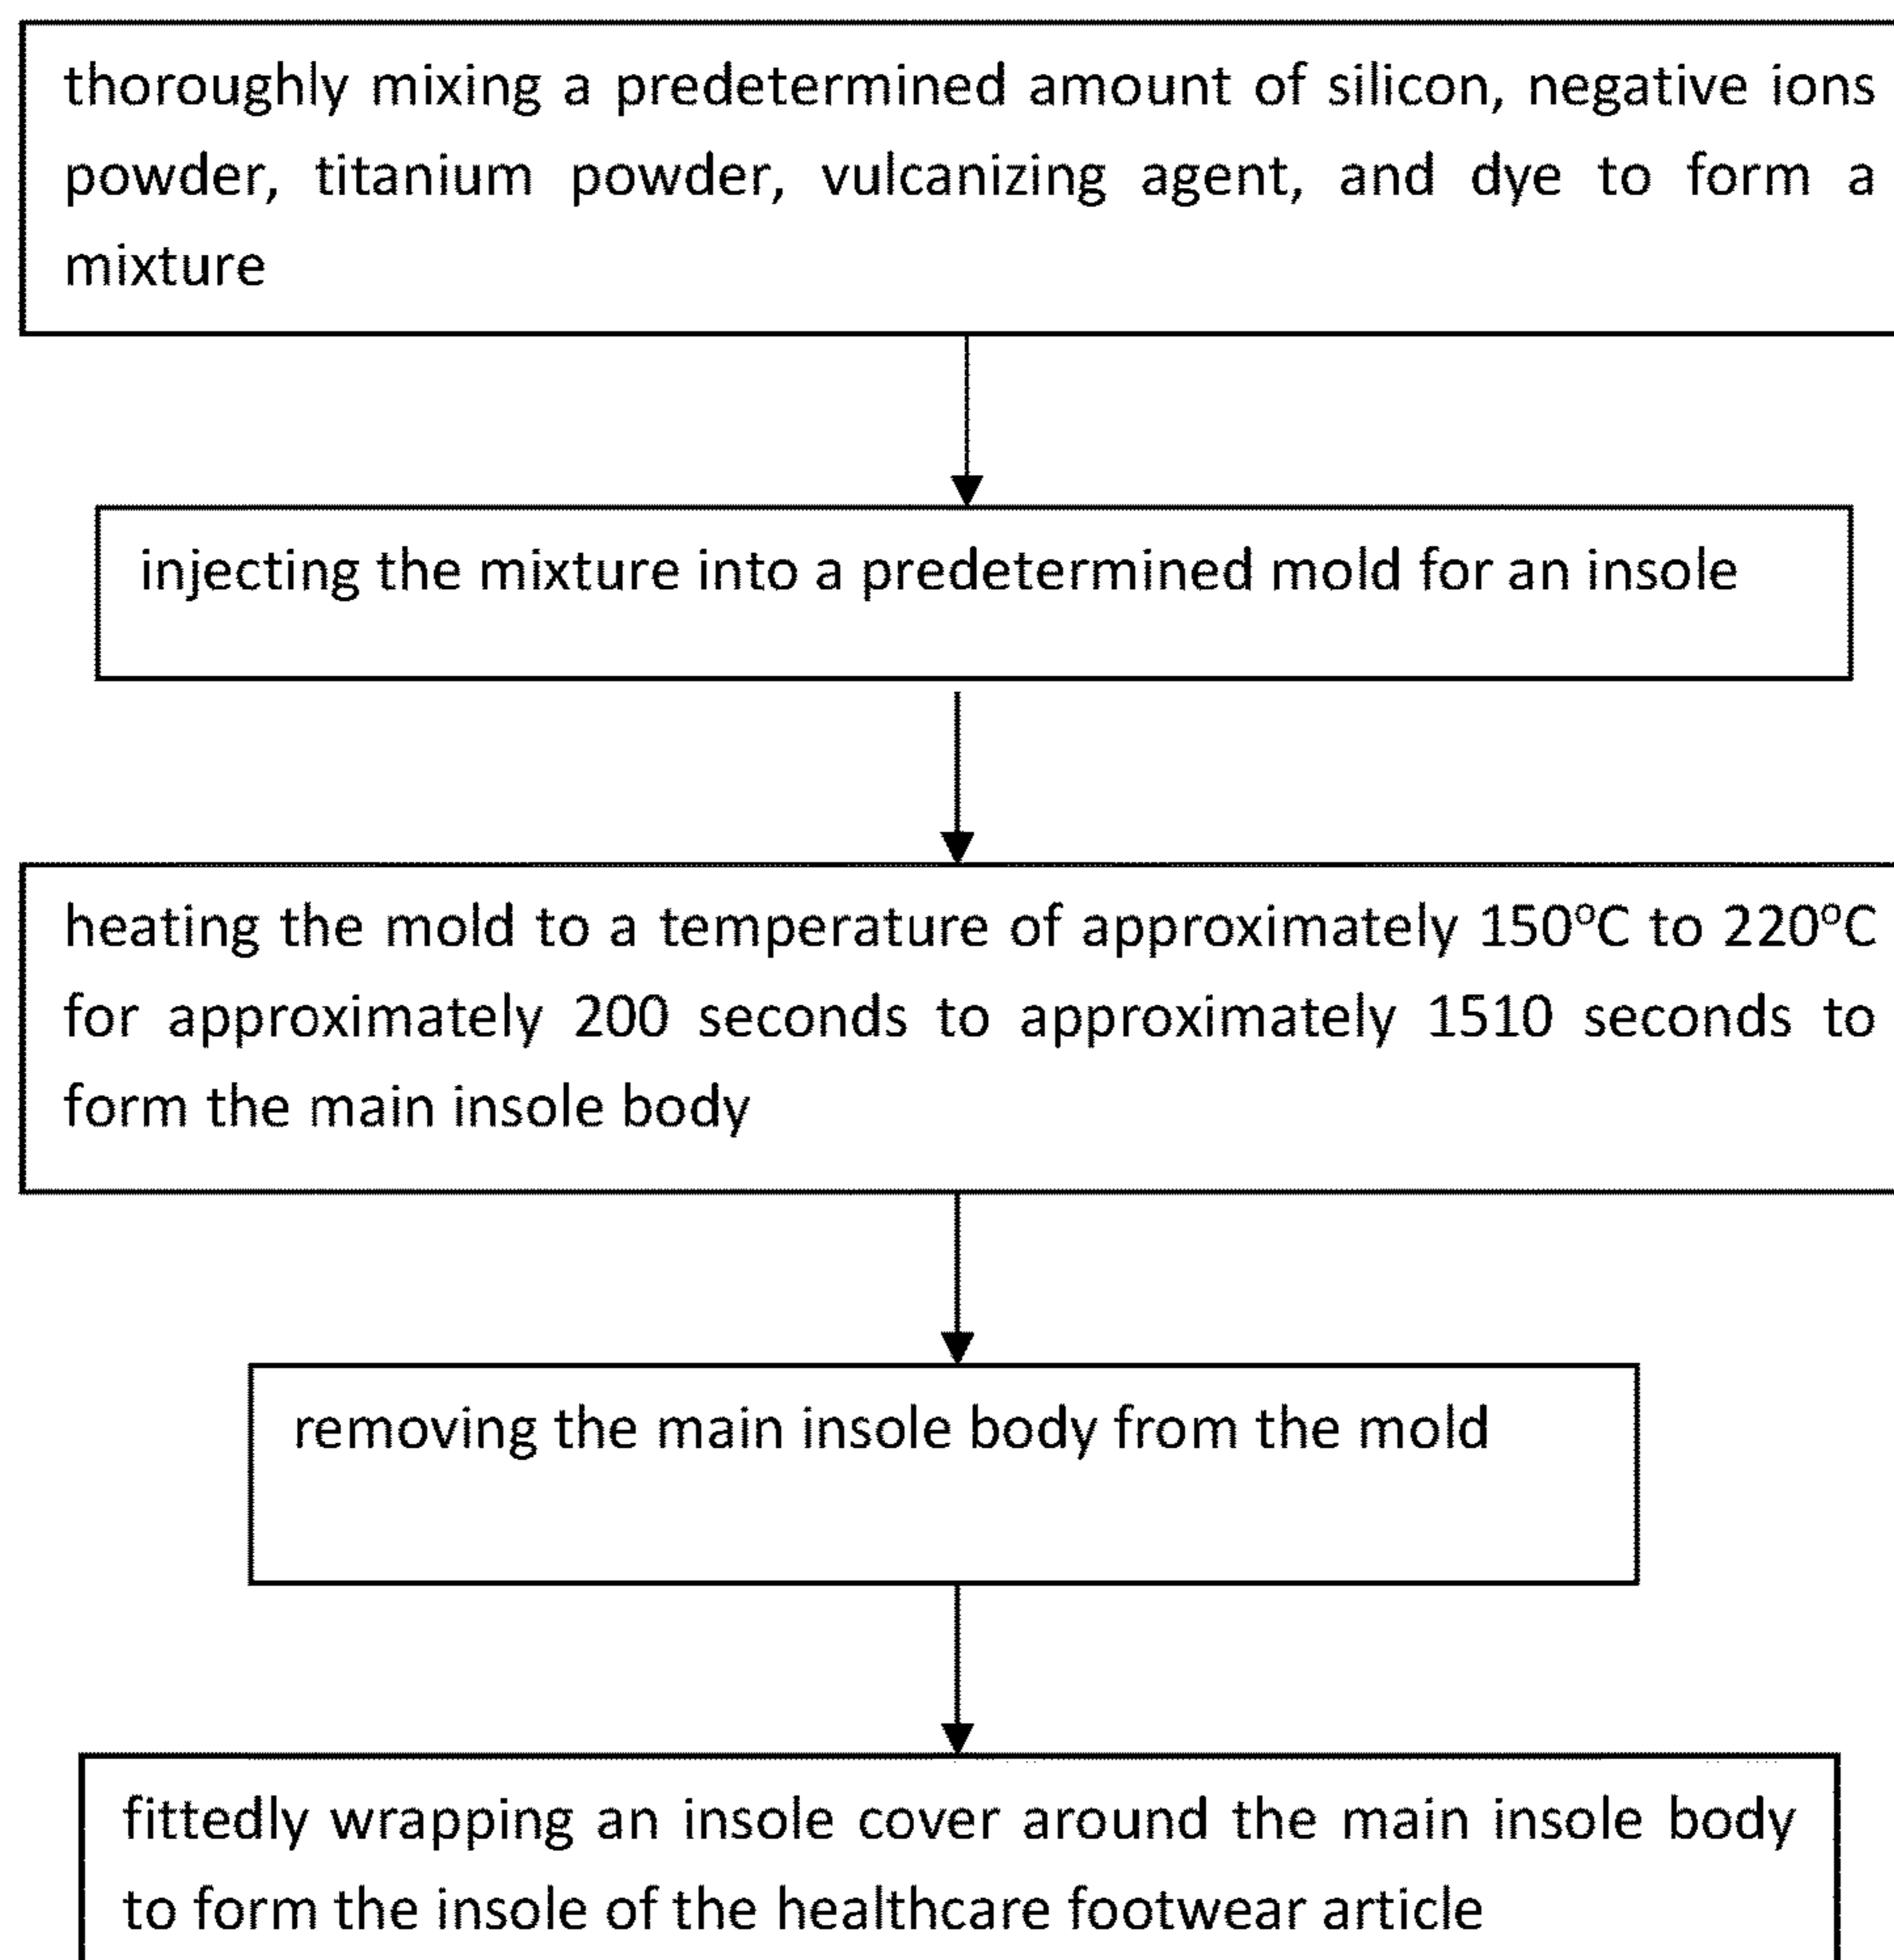 thoroughly mixing a predetermined amount of silicon, negative ions
powder, titanium powder, vulcanizing agent, and dye to form a
mixture
injecting the mixture into a predetermined mold for an insole
heating the mold to a temperature of approximately 150°C to 220°C
for approximately 200 seconds to approximately 1510 seconds to
form the main insole body
removing the main insole body from the mold
fittedly wrapping an insole cover around the main insole body
to form the insole of the healthcare footwear article